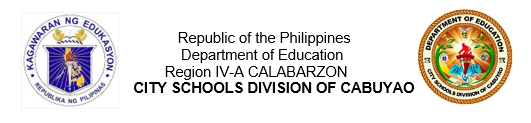 KAGAWARAN NG EDUKASYON
REPUBLIKA NG PILIPINAS
Republic of the Philippines
Department of Education
Region IV-A CALABARZON
CITY SCHOOLS DIVISION OF CABUYAO
DEPARTMENT OF EDUCATION
CITY SCHOOLS DIVISION OF CABUYAO